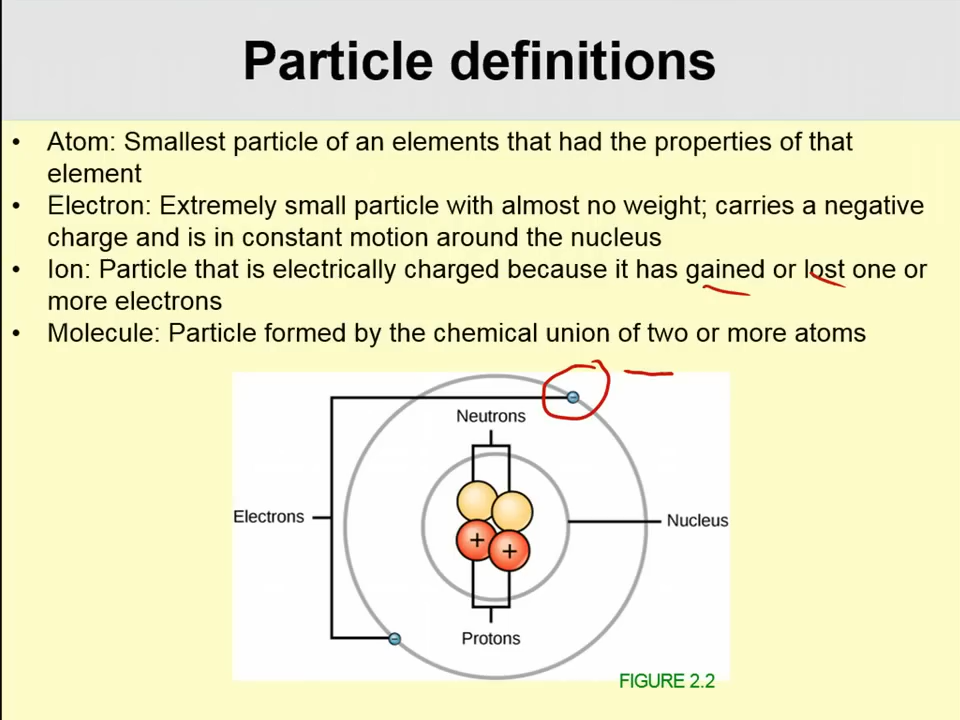 Particle definitions
• Atom: Smallest particle of an elements that had the properties of that
element
• Electron: Extremely small particle with almost no weight; carries a negative
charge and is in constant motion around the nucleus
• Ion: Particle that is electrically charged because it has gained or lost one or
more electrons
• Molecule: Particle formed by the chemical union of two or more atoms
−
Neutrons
Electrons
Nucleus
+
+
Protons
−
FIGURE 2.2